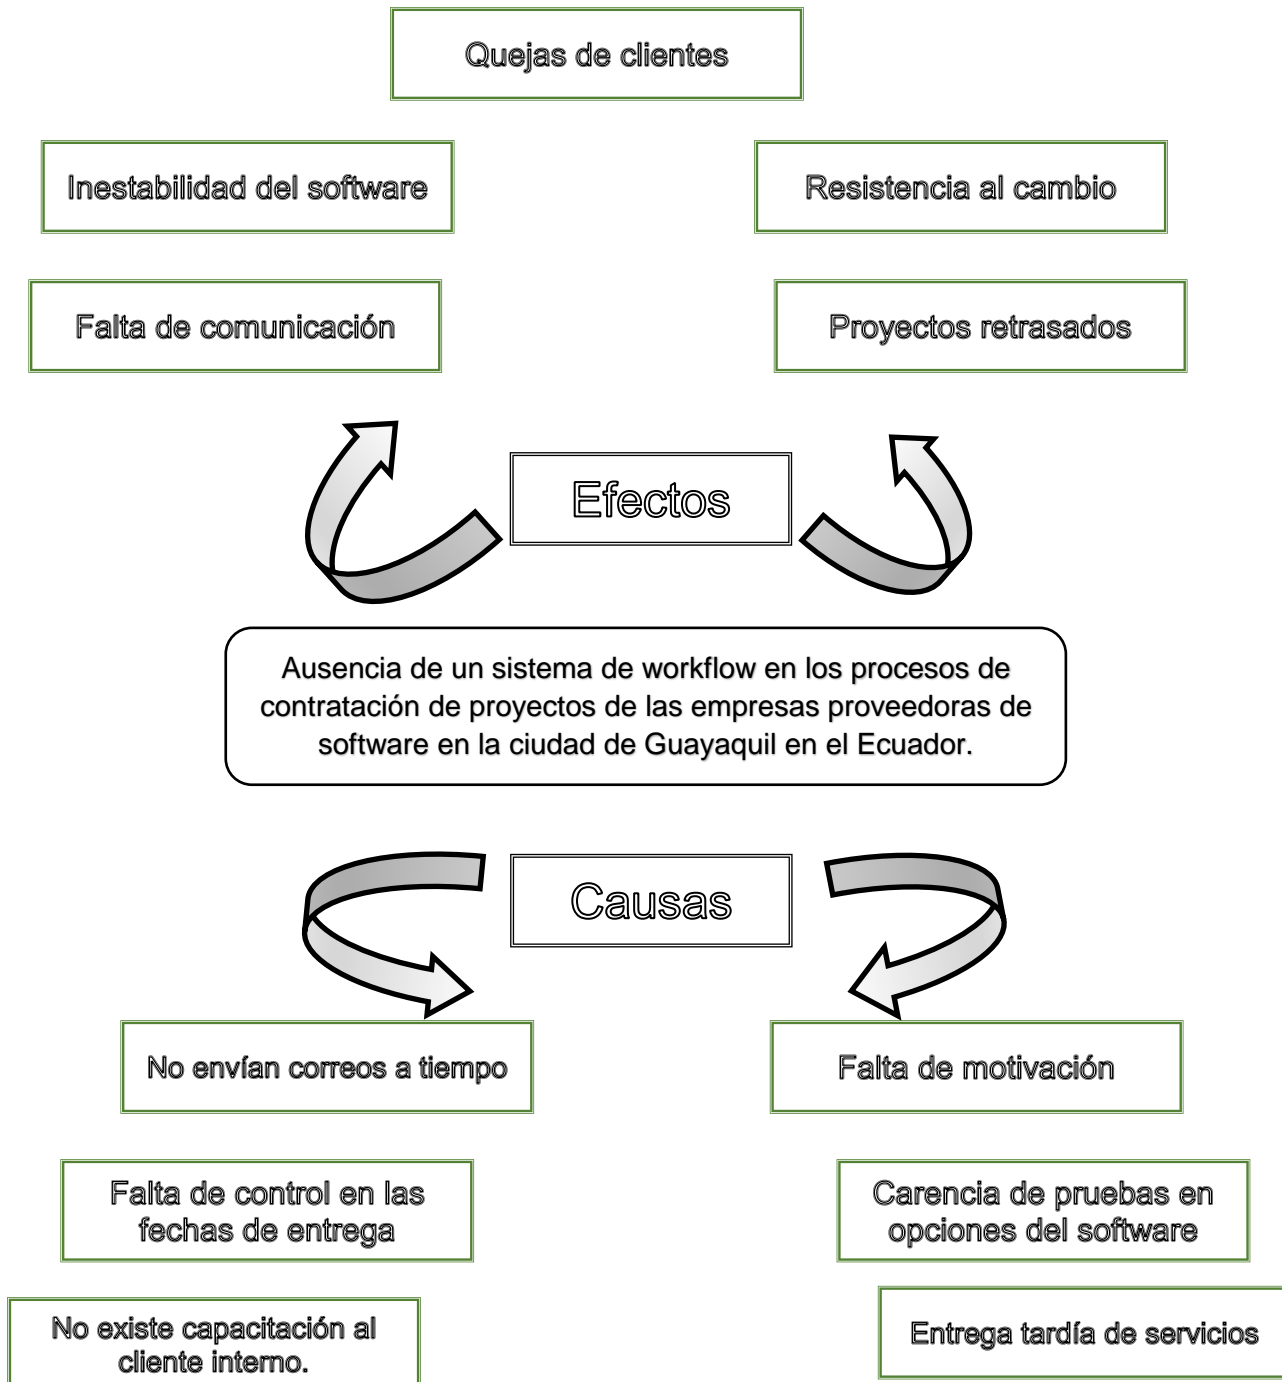 Quejas de clientes
Inestabilidad del software
Resistencia al cambio
Falta de comunicación
Proyectos retrasados
Efectos
Ausencia de un sistema de workflow en los procesos de
contratación de proyectos de las empresas proveedoras de
software en la ciudad de Guayaquil en el Ecuador.
Causas
No envían correos a tiempo
Falta de motivación
Falta de control en las
fechas de entrega
Carencia de pruebas en
opciones del software
No existe capacitación al
cliente interno.
Entrega tardía de servicios